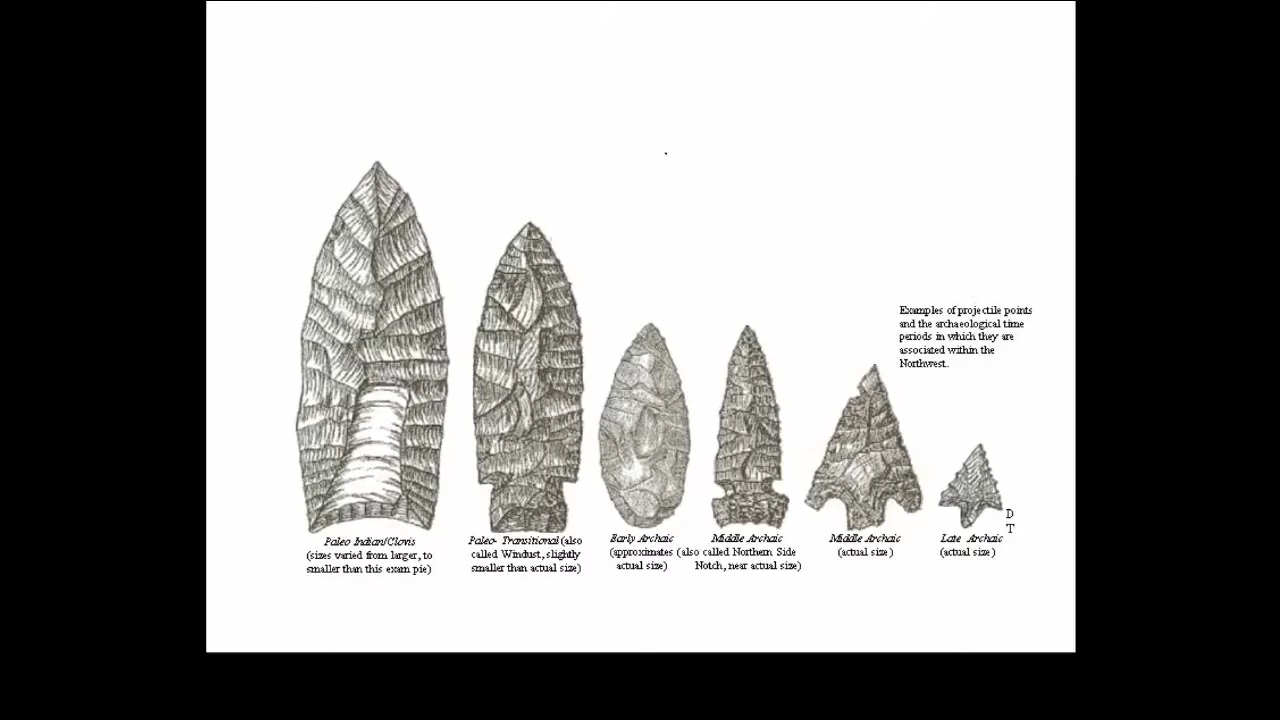 Examples of projectile points
and the archaeological time
periods in which they are
associated within the
Northwest.
D
T
Paleo Indian/Clovis
(sizes varied from larger, to
smaller than this exam pie)
Paleo- Transitional (also
called Windust, slightly
smaller than actual size)
Early Archaic
(approximates
actual size)
Middle Archaic
(also called Northern Side
Notch, near actual size)
Middle Archaic
(actual size)
Late Archaic
(actual size)